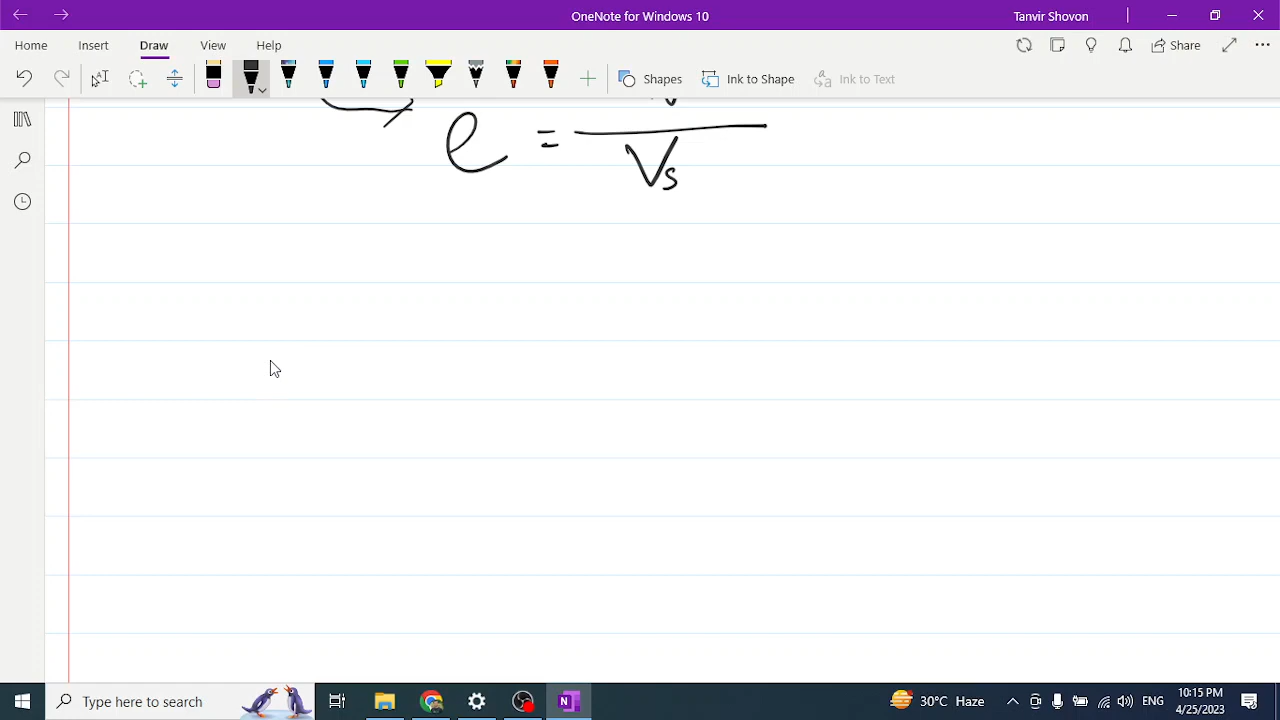 OneNote for Windows 10
Tanvir Shovon
Home Insert Draw View Help
Share
Shapes
Ink to Shape
Ink to Text
e = 
Vs
Type here to search
30°C Haze
ENG
10:15 PM
4/25/2023